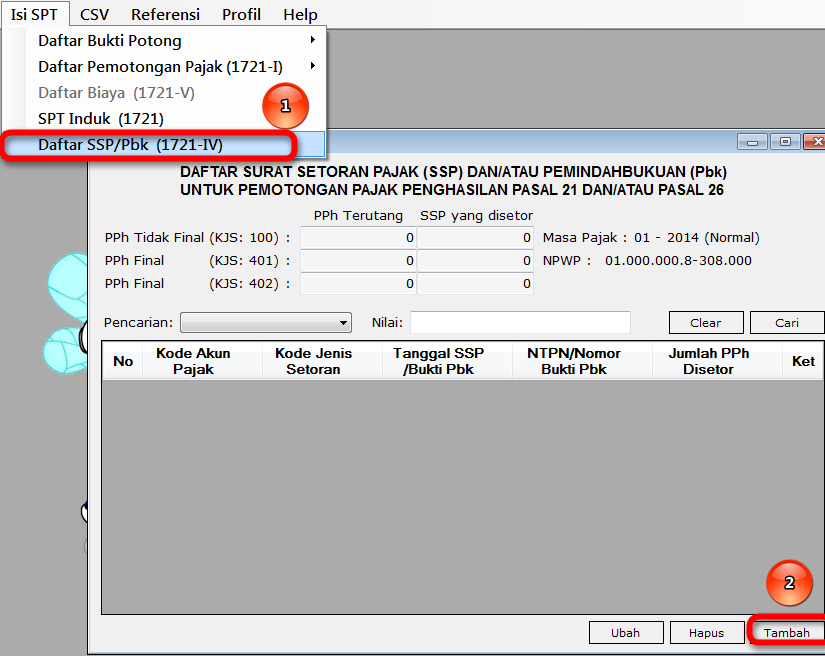 Isi SPT CSV Referensi Profil Help
Daftar Bukti Potong
Daftar Pemotongan Pajak (1721-I)
Daftar Biaya (1721-V)
SPT Induk (1721)
1
Daftar SSP/Pbk (1721-IV)
DAFTAR SURAT SETORAN PAJAK (SSP) DAN/ATAU PEMINDAHBUKUAN (Pbk)
UNTUK PEMOTONGAN PAJAK PENGHASILAN PASAL 21 DAN/ATAU PASAL 26
PPh Terutang SSP yang disetor
PPh Tidak Final (KJS: 100) : 0 0 Masa Pajak : 01 - 2014 (Normal)
PPh Final (KJS: 401) : 0 0 NPWP : 01.000.000.8-308.000
PPh Final (KJS: 402) : 0 0
Pencarian: Nilai: Clear Cari
No Kode Akun Pajak Kode Jenis Setoran Tanggal SSP /Bukti Pbk NTPN/Nomor Bukti Pbk Jumlah PPh Disetor Ket
2
Ubah Hapus Tambah